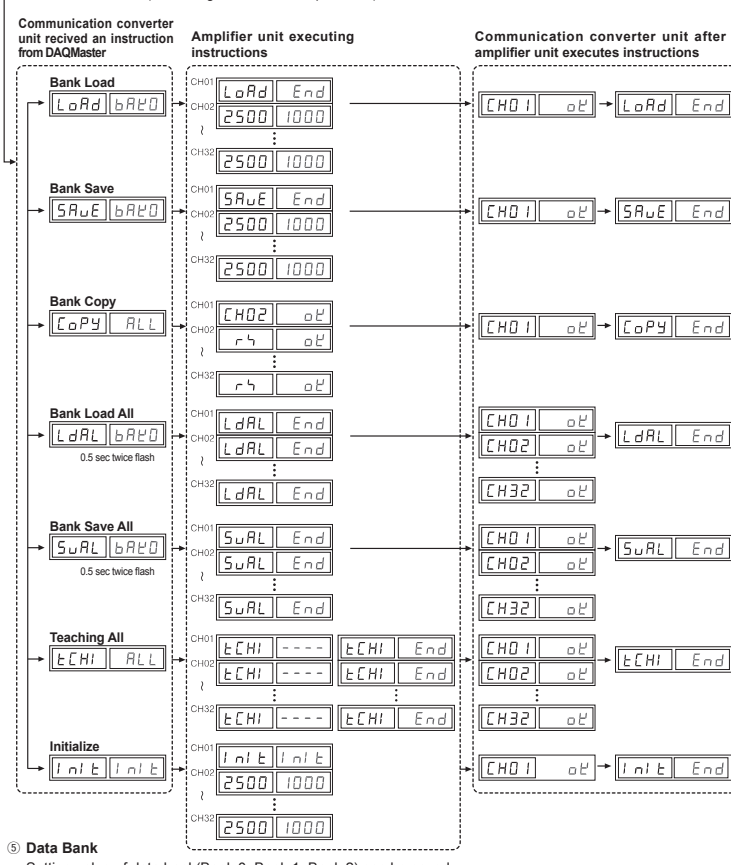 Communication converter
unit recived an instruction
from DAQMaster
Amplifier unit executing
instructions
Communication converter unit after
amplifier unit executes instructions
Bank Load
LoAd bAK0
CH01 LoAd End
CH02 2500 1000
CH32 2500 1000
CH01 oK LoAd End
Bank Save
SAvE bAK0
CH01 SAvE End
CH02 2500 1000
CH32 2500 1000
CH01 oK SAvE End
Bank Copy
CoPY ALL
CH01 CH02 oK
CH02 oK
CH32 oK
CH01 oK CoPY End
Bank Load All
LdAL bAK0
0.5 sec twice flash
CH01 LdAL End
CH02 LdAL End
CH32 LdAL End
CH01 oK
CH02 oK
CH32 oK
LdAL End
Bank Save All
SvAL bAK0
0.5 sec twice flash
CH01 SvAL End
CH02 SvAL End
CH32 SvAL End
CH01 oK
CH02 oK
CH32 oK
SvAL End
Teaching All
tCHI ALL
CH01 tCHI ---- tCHI End
CH02 tCHI ---- tCHI End
CH32 tCHI ---- tCHI End
CH01 oK
CH02 oK
CH32 oK
tCHI End
Initialize
InIt InIt
CH01 InIt InIt
CH02 2500 1000
CH32 2500 1000
CH01 oK InIt End
⑤ Data Bank